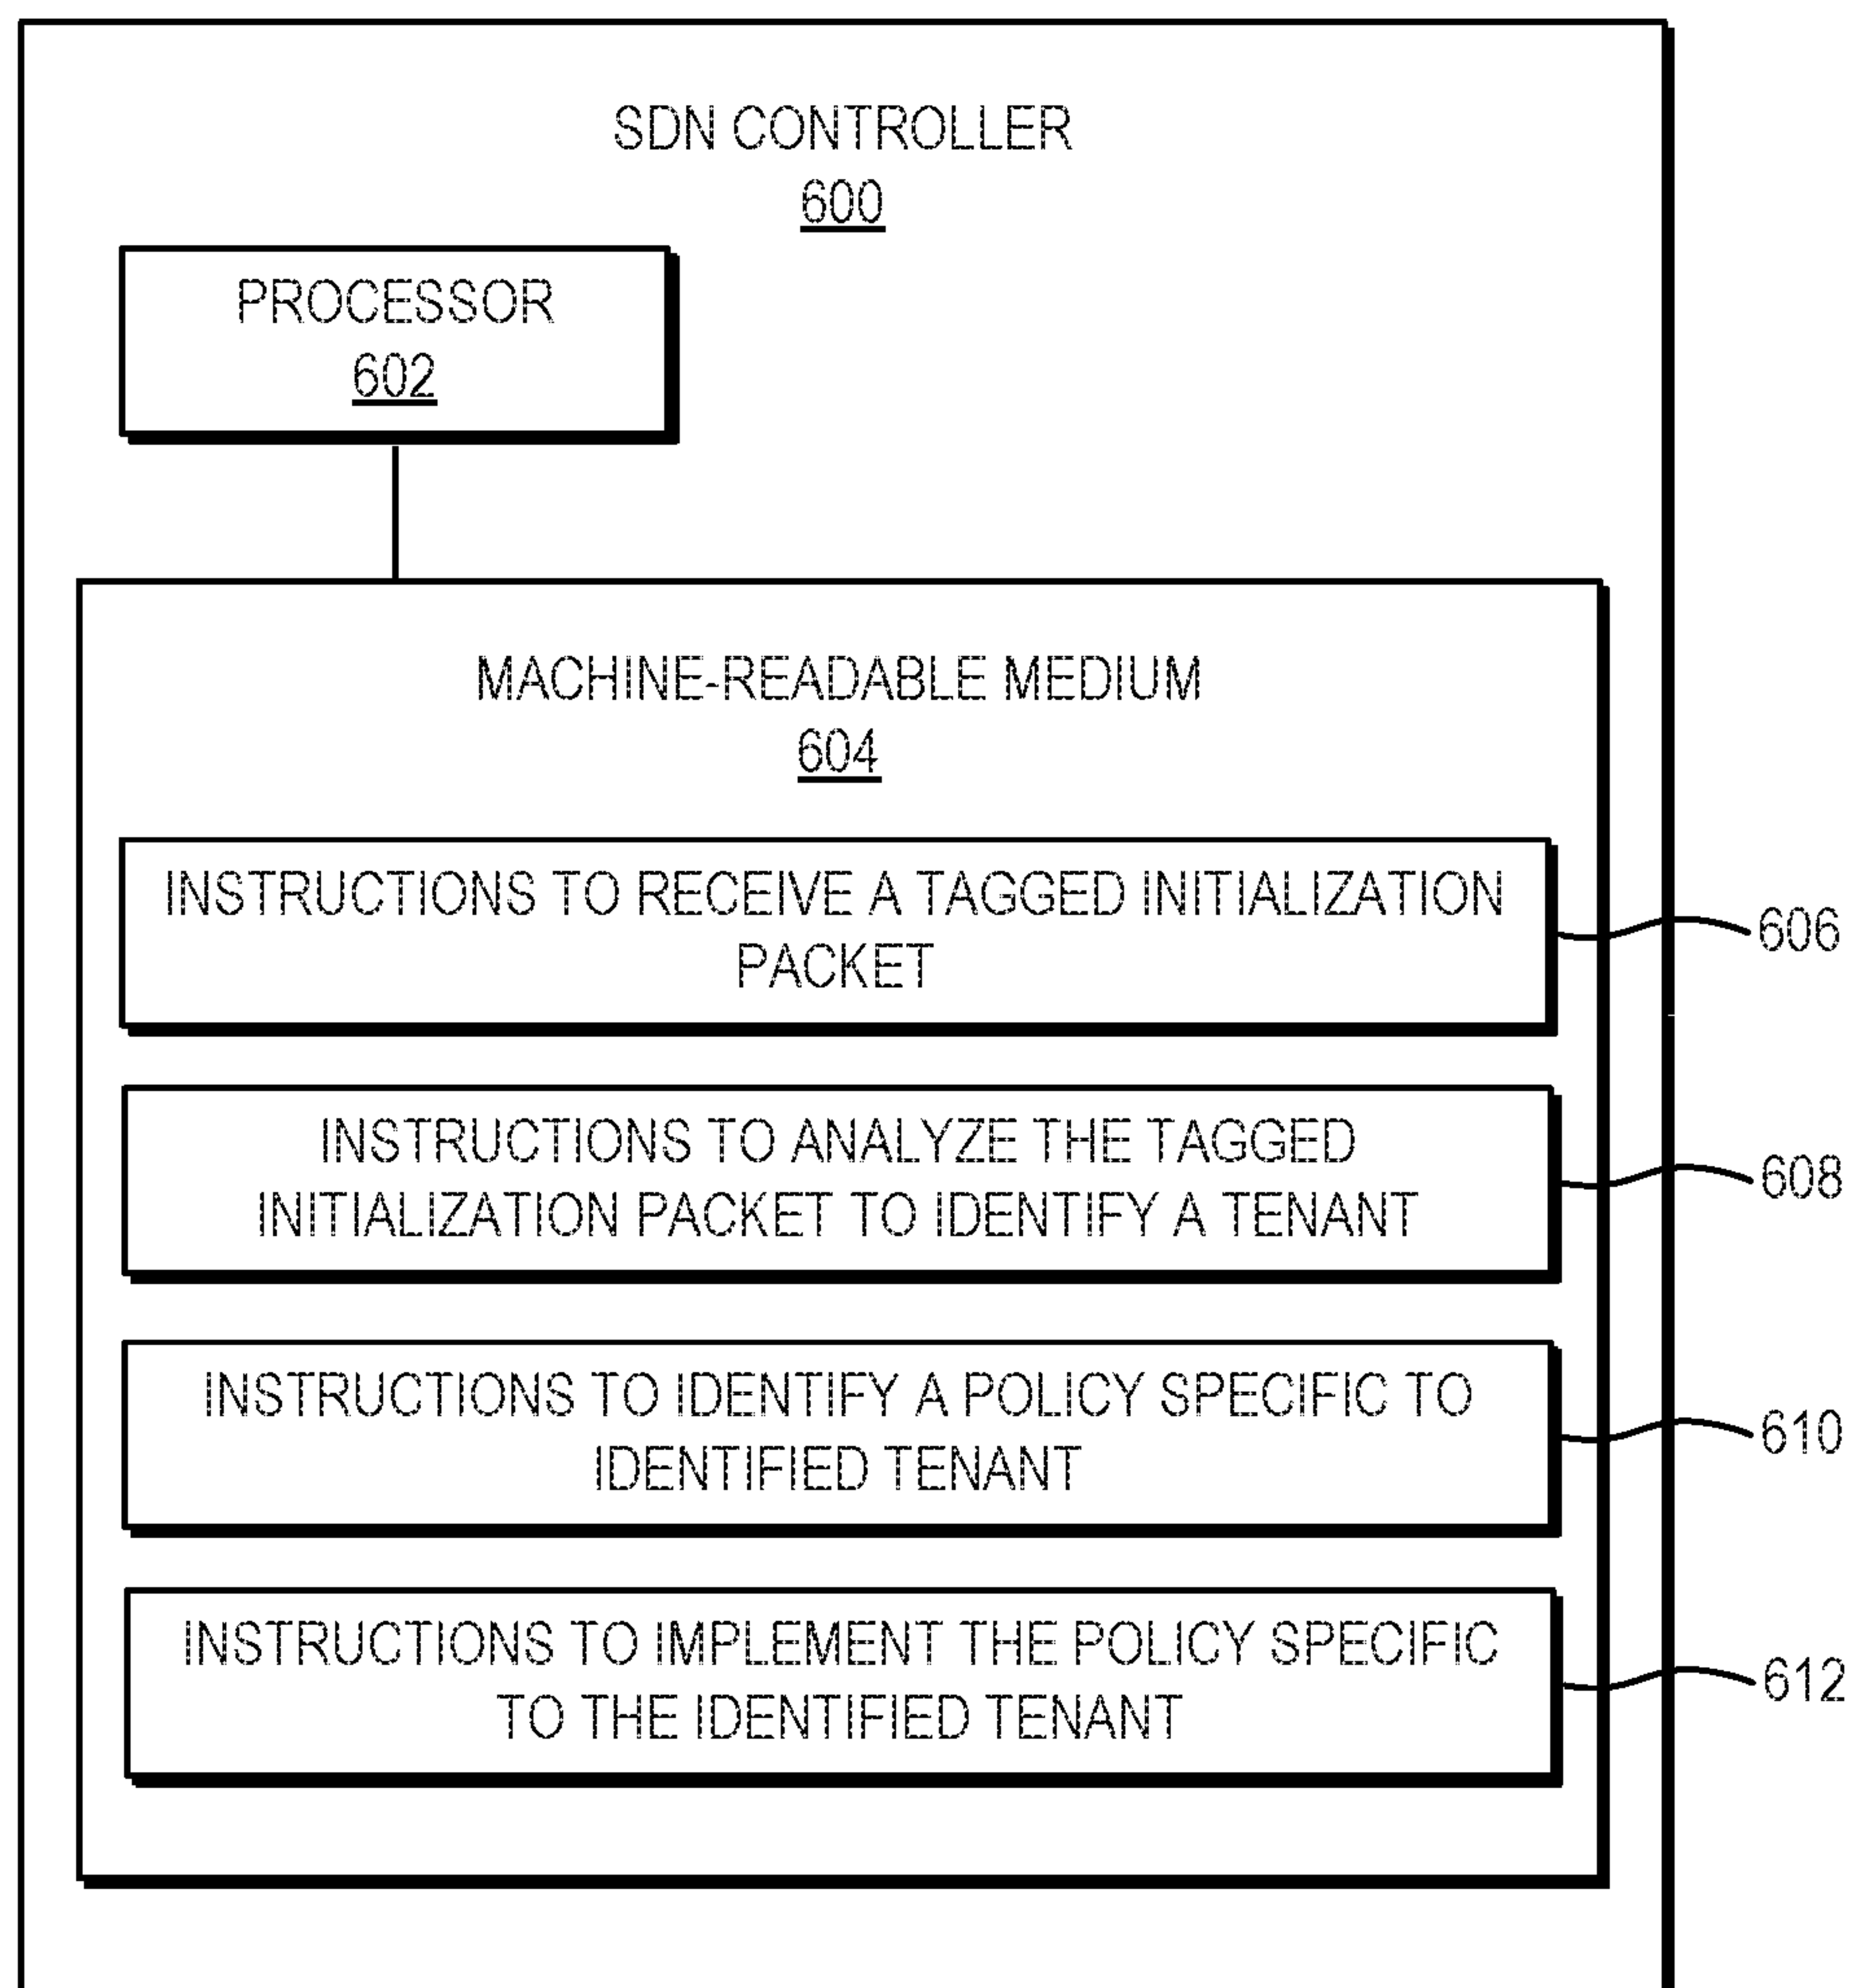 SDN CONTROLLER
600
PROCESSOR
602
MACHINE-READABLE MEDIUM
604
INSTRUCTIONS TO RECEIVE A TAGGED INITIALIZATION
PACKET
606
INSTRUCTIONS TO ANALYZE THE TAGGED
INITIALIZATION PACKET TO IDENTIFY A TENANT
608
INSTRUCTIONS TO IDENTIFY A POLICY SPECIFIC TO
IDENTIFIED TENANT
610
INSTRUCTIONS TO IMPLEMENT THE POLICY SPECIFIC
TO THE IDENTIFIED TENANT
612